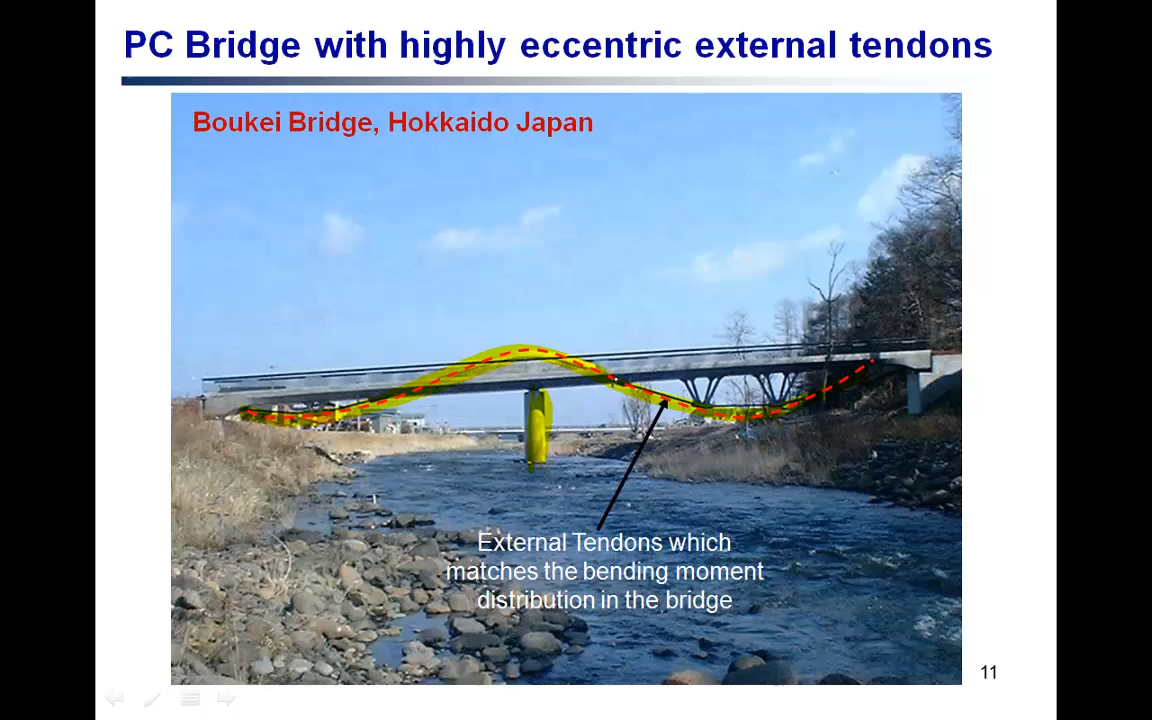 PC Bridge with highly eccentric external tendons
Boukei Bridge, Hokkaido Japan
External Tendons which
matches the bending moment
distribution in the bridge
11